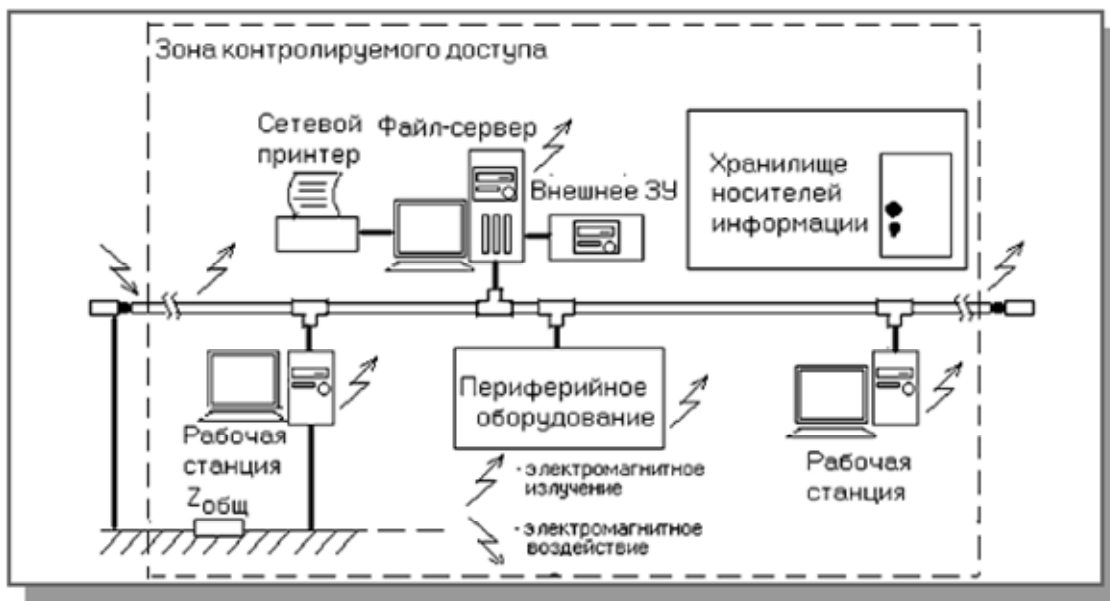 Зона контролируемого доступа
Сетевой
принтер
Файл-сервер
Внешнее ЗУ
Хранилище
носителей
информации
Рабочая
станция
Периферийное
оборудование
Рабочая
станция
Zобщ
- электромагнитное
излучение
- электромагнитное
воздействие